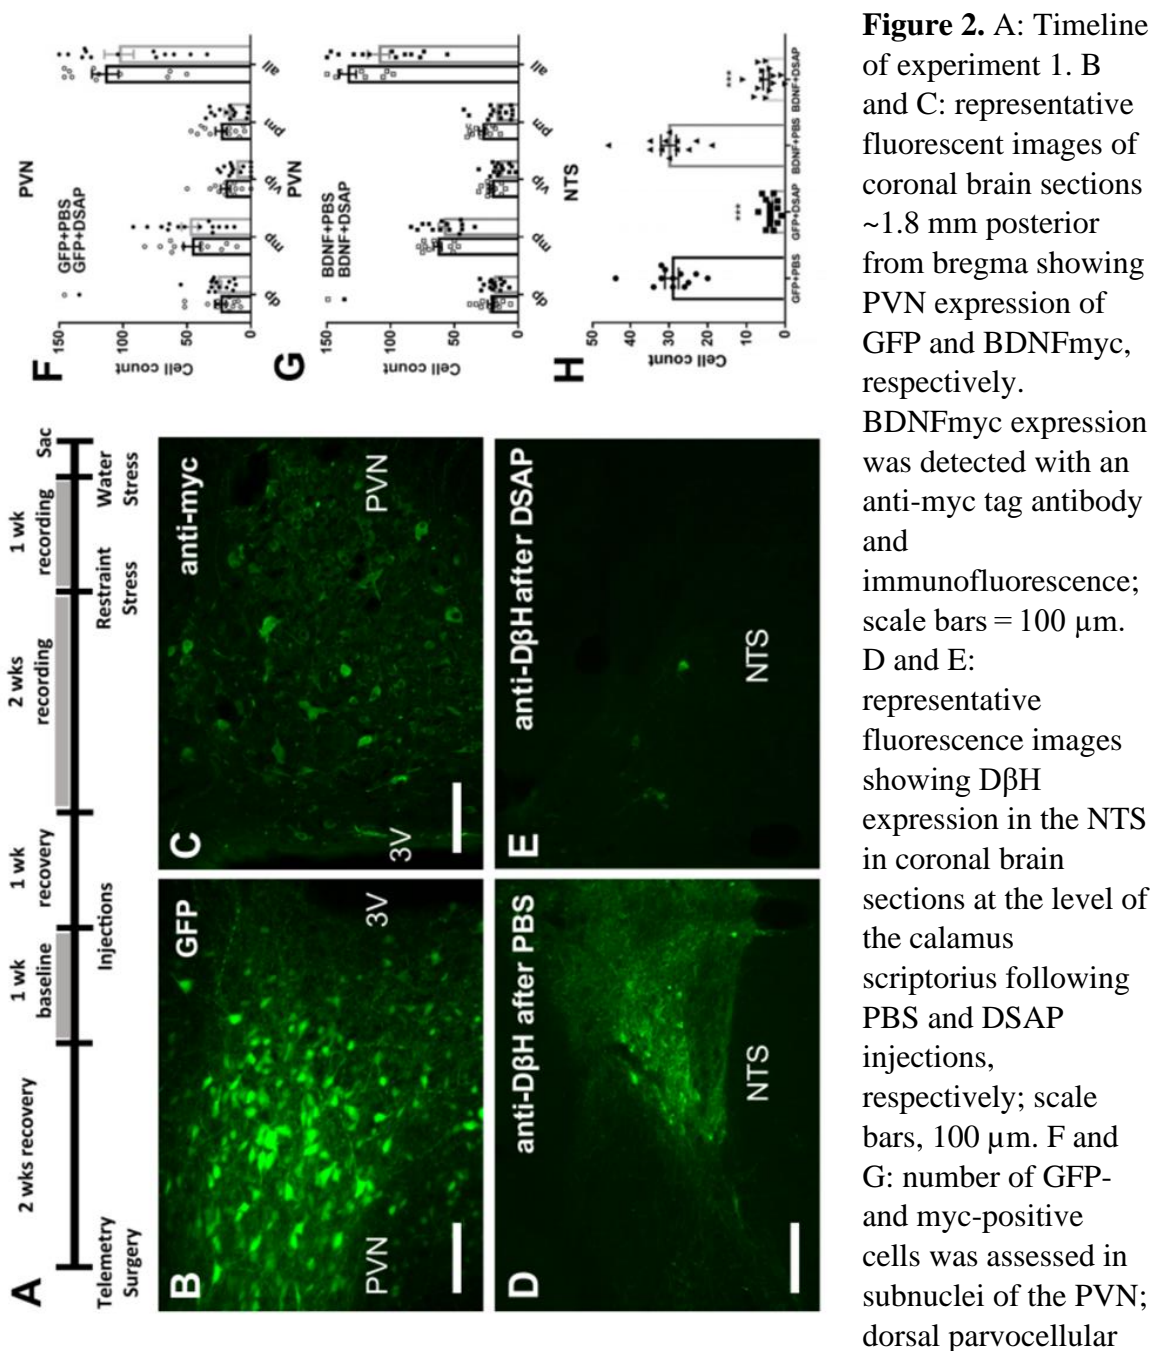 A
2 wks recovery
1 wk
baseline
1 wk
recovery
2 wks
recording
1 wk
recording
Sac
Telemetry
Surgery
Injections
Restraint
Stress
Water
Stress
B
GFP
PVN
3V
C
anti-myc
3V
PVN
D
anti-DβH after PBS
NTS
E
anti-DβH after DSAP
NTS
F
PVN
GFP+PBS
GFP+DSAP
Cell count
150
100
50
0
dp
mp
vlp
pm
all
G
PVN
BDNF+PBS
BDNF+DSAP
Cell count
150
100
50
0
dp
mp
vlp
pm
all
H
NTS
Cell count
50
40
30
20
10
0
***
***
GFP+PBS
GFP+DSAP
BDNF+PBS
BDNF+DSAP
Figure 2. A: Timeline
of experiment 1. B
and C: representative
fluorescent images of
coronal brain sections
~1.8 mm posterior
from bregma showing
PVN expression of
GFP and BDNFmyc,
respectively.
BDNFmyc expression
was detected with an
anti-myc tag antibody
and
immunofluorescence;
scale bars = 100 µm.
D and E:
representative
fluorescence images
showing DβH
expression in the NTS
in coronal brain
sections at the level of
the calamus
scriptorius following
PBS and DSAP
injections,
respectively; scale
bars, 100 µm. F and
G: number of GFP-
and myc-positive
cells was assessed in
subnuclei of the PVN;
dorsal parvocellular